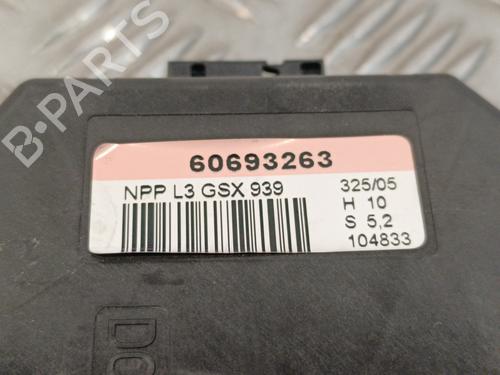 B-PARTS
60693263
NPP L3 GSX 939
325/05
H 10
S 5,2
104833